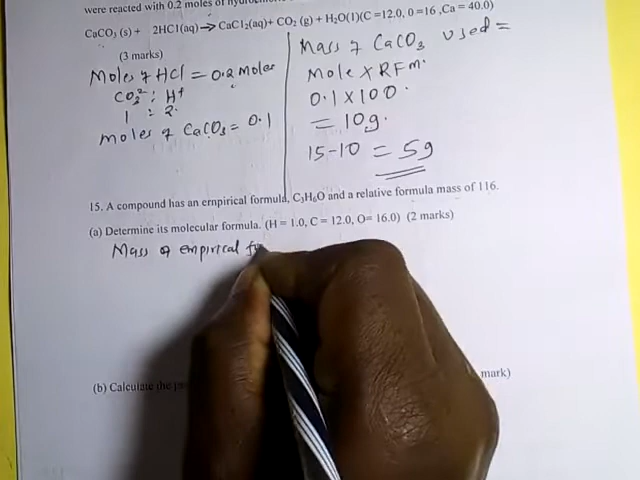 were reacted with 0.2 moles of
CaCO₃ (s) + 2HCl(aq)→CaCl₂(aq)+ CO₂ (g) + H₂O(1)(C =12.0, 0 =16 ,Ca = 40.0)
(3 marks)
Moles of HCl = 0.2 moles
CO₃²⁻ : H⁺
1 : 2
moles of CaCO₃ = 0.1
Mass of CaCO₃ used =
Mole X RFm.
0.1 X 100.
= 10g.
15-10 = 5g
15. A compound has an empirical formula, C₃H₆O and a relative formula mass of 116.
(a) Determine its molecular formula. (H = 1.0, C = 12.0, O= 16.0) (2 marks)
Mass of empirical
(b) Calculate the mark)